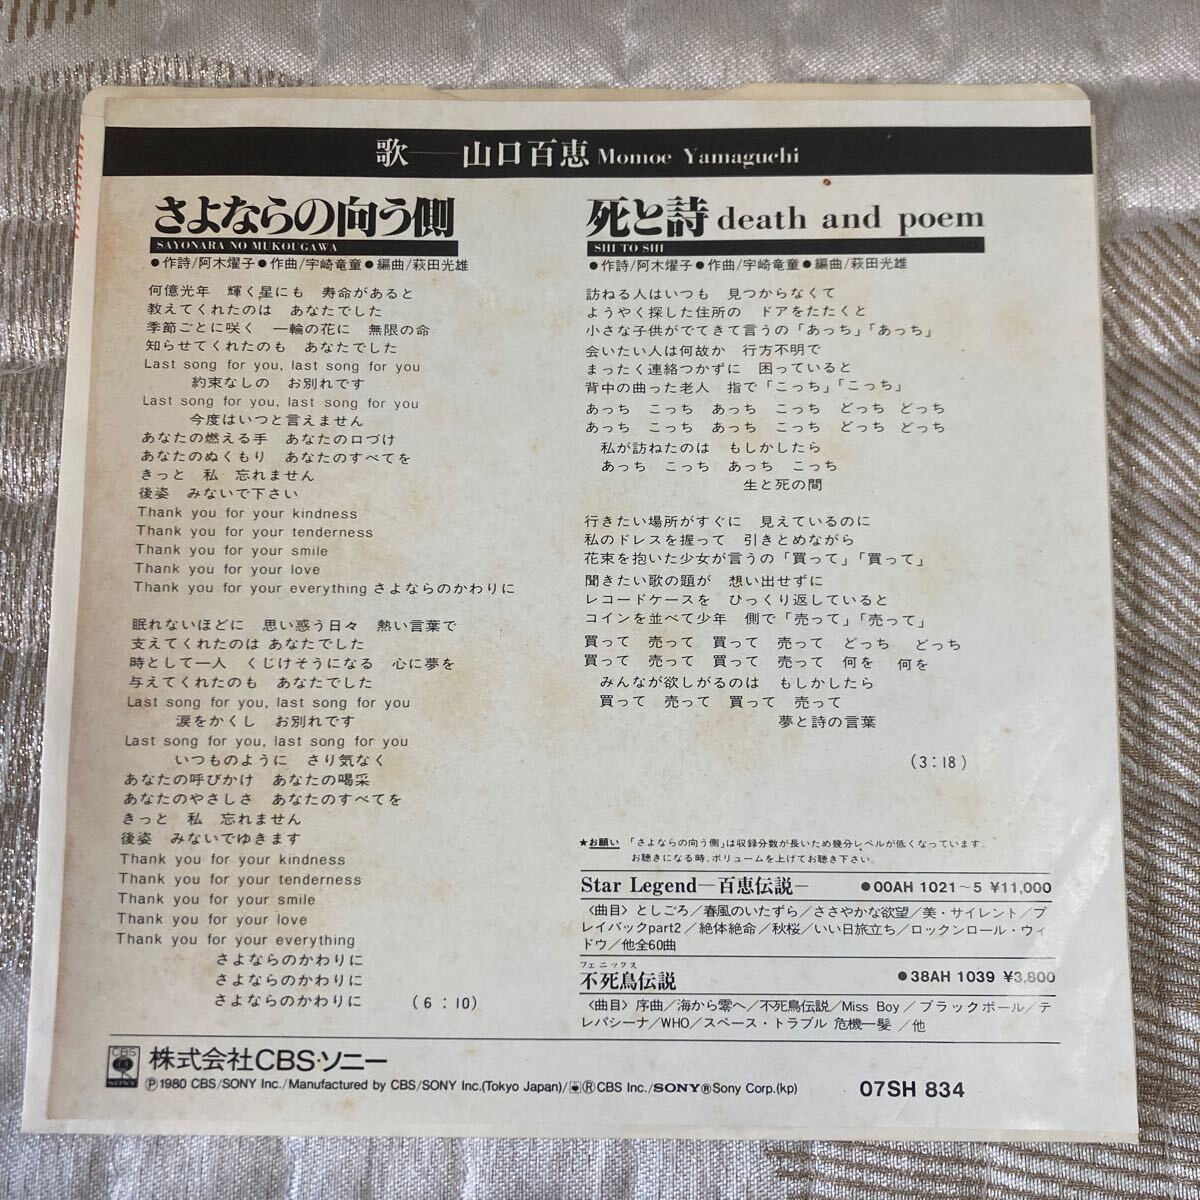 歌—山口百恵 Momoe Yamaguchi
さよならの向う側
SAYONARA NO MUKOUGAWA
●作詩/阿木燿子●作曲/宇崎竜童●編曲/萩田光雄
何億光年　輝く星にも　寿命があると
教えてくれたのは　あなたでした
季節ごとに咲く　一輪の花に　無限の命
知らせてくれたのも　あなたでした
Last song for you, last song for you
約束なしの　お別れです
Last song for you, last song for you
今度はいつと言えません
あなたの燃える手　あなたの口づけ
あなたのぬくもり　あなたのすべてを
きっと　私　忘れません
後姿　みないで下さい
Thank you for your kindness
Thank you for your tenderness
Thank you for your smile
Thank you for your love
Thank you for your everything さよならのかわりに
眠れないほどに　思い惑う日々　熱い言葉で
支えてくれたのは あなたでした
時として一人　くじけそうになる　心に夢を
与えてくれたのも　あなたでした
Last song for you, last song for you
涙をかくし　お別れです
Last song for you, last song for you
いつものように　さり気なく
あなたの呼びかけ　あなたの喝采
あなたのやさしさ　あなたのすべてを
きっと　私　忘れません
後姿　みないでゆきます
Thank you for your kindness
Thank you for your tenderness
Thank you for your smile
Thank you for your love
Thank you for your everything
さよならのかわりに
さよならのかわりに
さよならのかわりに　(6:10)
死と詩 death and poem
SHI TO SHI
●作詩/阿木燿子●作曲/宇崎竜童●編曲/萩田光雄
訪ねる人はいつも　見つからなくて
ようやく探した住所の　ドアをたたくと
小さな子供がでてきて言うの「あっち」「あっち」
会いたい人は何故か　行方不明で
まったく連絡つかずに　困っていると
背中の曲った老人　指で「こっち」「こっち」
あっち　こっち　あっち　こっち　どっち　どっち
あっち　こっち　あっち　こっち　どっち　どっち
私が訪ねたのは　もしかしたら
あっち　こっち　あっち　こっち
生と死の間
行きたい場所がすぐに　見えているのに
私のドレスを握って　引きとめながら
花束を抱いた少女が言うの「買って」「買って」
聞きたい歌の題が　想い出せずに
レコードケースを　ひっくり返していると
コインを並べて少年　側で「売って」「売って」
買って　売って　買って　売って　どっち　どっち
買って　売って　買って　売って　何を　何を
みんなが欲しがるのは　もしかしたら
買って　売って　買って　売って
夢と詩の言葉
(3:18)
★お願い　「さよならの向う側」は収録分数が長いため幾分レベルが低くなっています。
お聴きになる時、ボリュームを上げてお聴き下さい。
Star Legend—百恵伝説—　●00AH 1021～5 ¥11,000
〈曲目〉としごろ／春風のいたずら／ささやかな欲望／美・サイレント／プ
レイバックpart2／絶体絶命／秋桜／いい日旅立ち／ロックンロール・ウィ
ドウ／他全60曲
フェニックス
不死鳥伝説　●38AH 1039 ¥3,800
〈曲目〉序曲／海から零へ／不死鳥伝説／Miss Boy／ブラックボール／テ
レパシーナ／WHO／スペース・トラブル 危機一髪／他
CBS SONY 株式会社CBS・ソニー
Ⓟ1980 CBS/SONY Inc./Manufactured by CBS/SONY Inc.(Tokyo Japan)/®CBS Inc./SONY®Sony Corp.(kp)　07SH 834